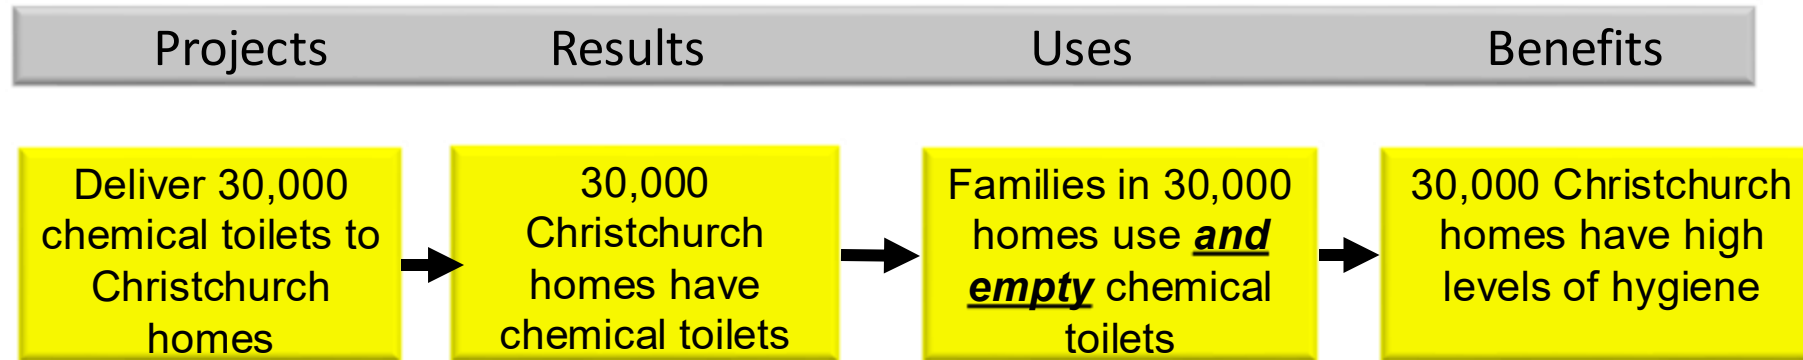 Projects Results Uses Benefits
Deliver 30,000
chemical toilets to
Christchurch
homes
30,000
Christchurch
homes have
chemical toilets
Families in 30,000
homes use and
empty chemical
toilets
30,000 Christchurch
homes have high
levels of hygiene